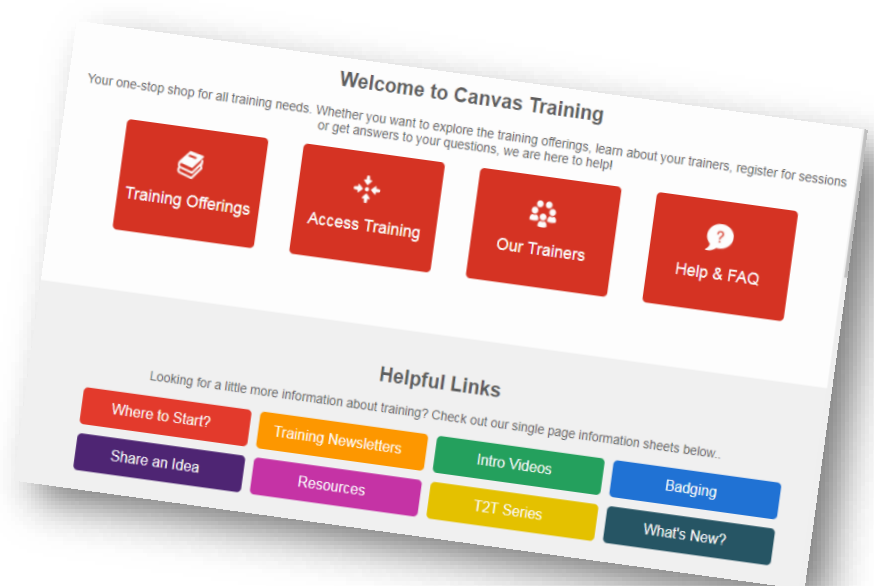 Welcome to Canvas Training
Your one-stop shop for all training needs. Whether you want to explore the training offerings, learn about your trainers, register for sessions
or get answers to your questions, we are here to help!
Training Offerings
Access Training
Our Trainers
?
Help & FAQ
Helpful Links
Looking for a little more information about training? Check out our single page information sheets below..
Where to Start?
Training Newsletters
Intro Videos
Badging
Share an Idea
Resources
T2T Series
What's New?